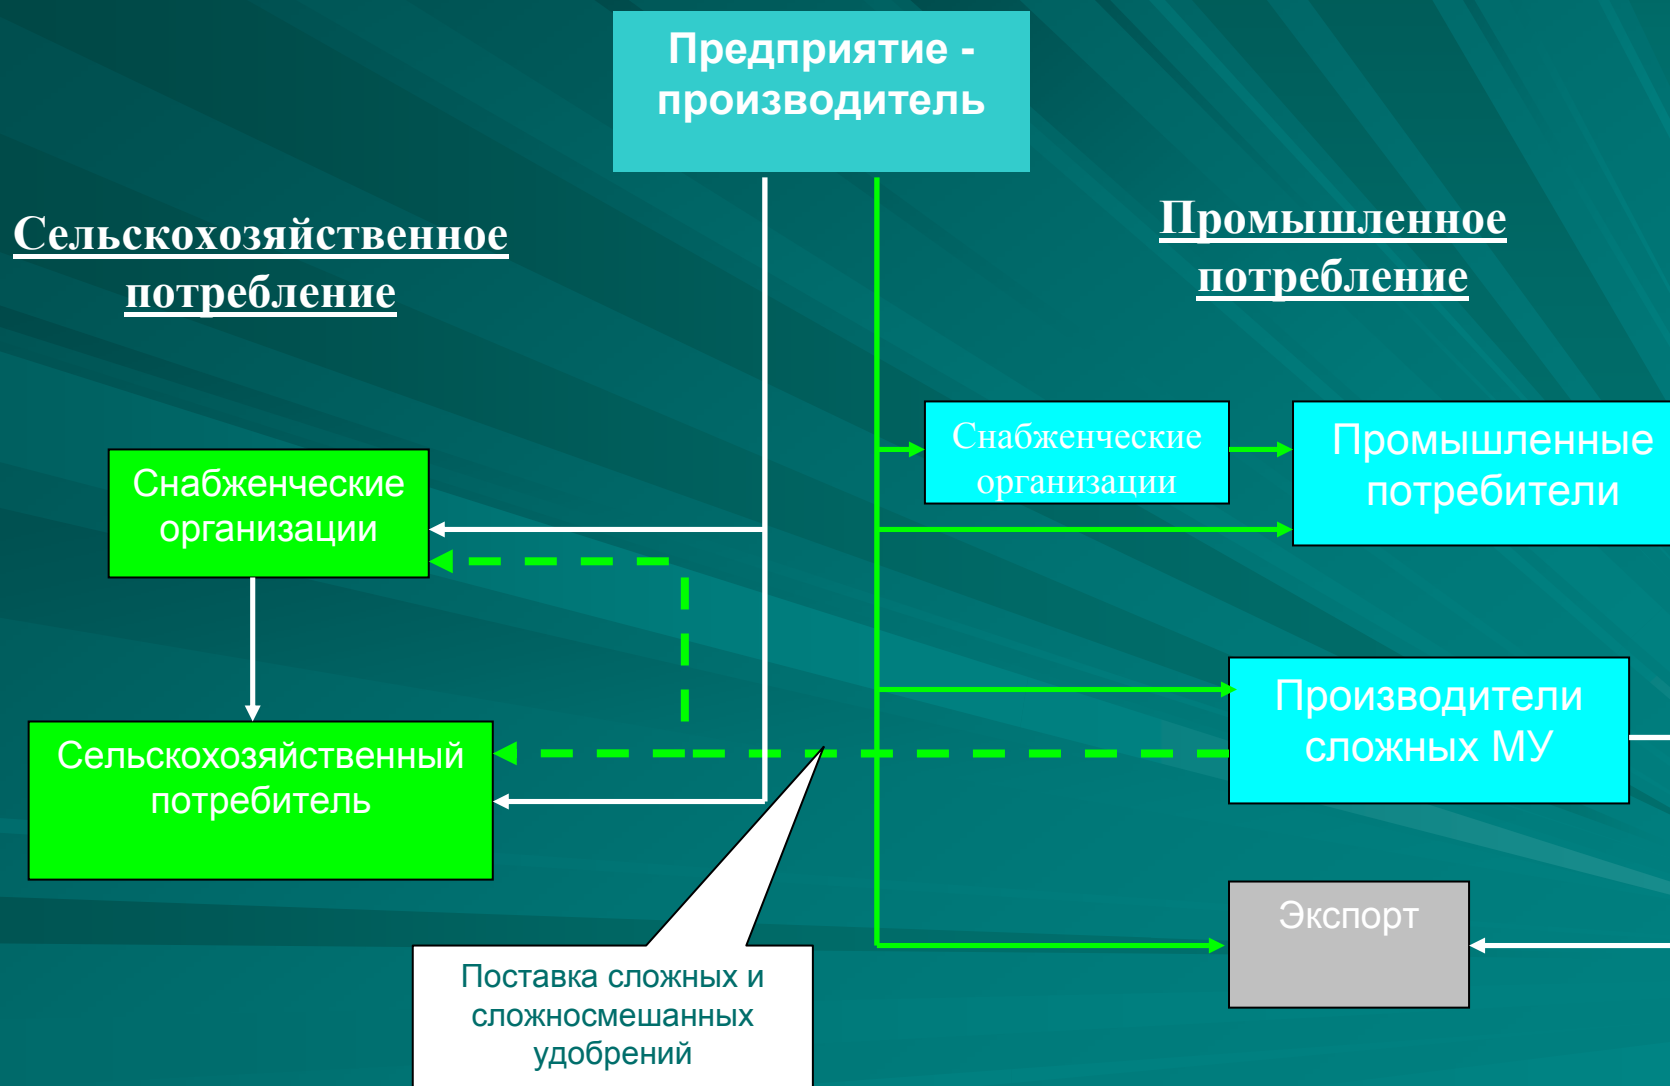 Предприятие -
производитель
Сельскохозяйственное
потребление
Промышленное
потребление
Снабженческие
организации
Промышленные
потребители
Снабженческие
организации
Производители
сложных МУ
Сельскохозяйственный
потребитель
Экспорт
Поставка сложных и
сложносмешанных
удобрений